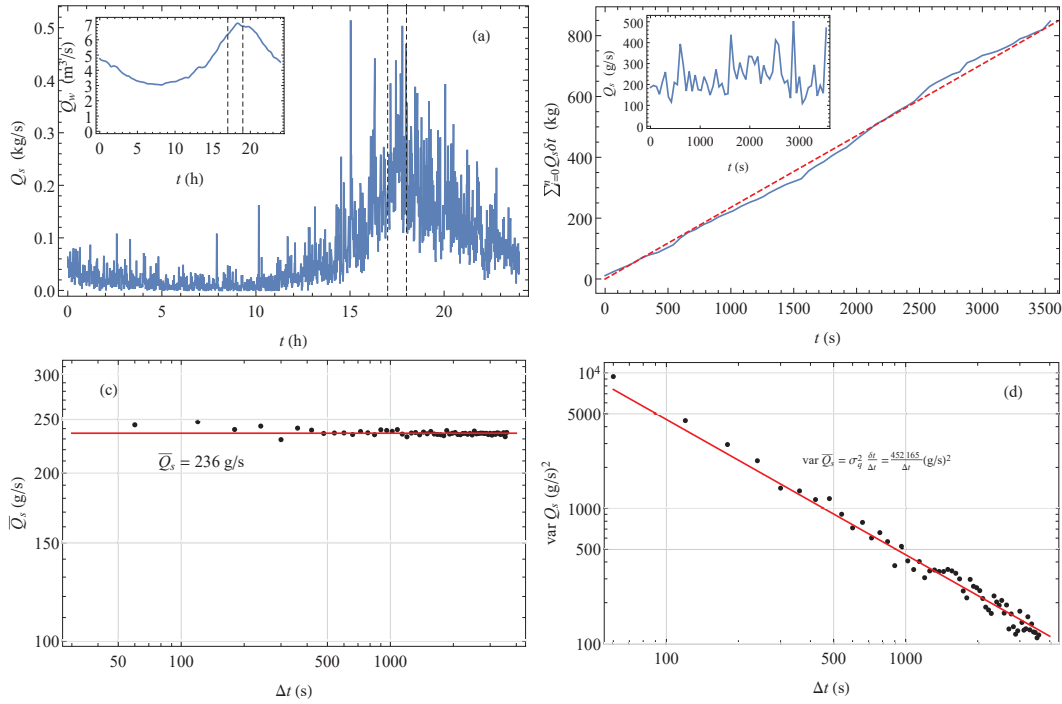 (a)
Q_s (kg/s)
0.5
0.4
0.3
0.2
0.1
0.0
0 5 10 15 20
t (h)
Q_w (m³/s)
7
6
5
4
3
2
1
0
0 5 10 15 20
t (h)
∑ⁱ_{i=0} Q_s δt (kg)
800
600
400
200
0
0 500 1000 1500 2000 2500 3000 3500
t (s)
Q_s (g/s)
500
400
300
200
100
0
0 1000 2000 3000
t (s)
(c)
Q̅_s (g/s)
300
250
200
150
100
Q̅_s = 236 g/s
50 100 500 1000
Δt (s)
(d)
var Q_s (g/s)²
10⁴
5000
1000
500
100
var Q̅_s = σ_q² δt/Δt = 452 165/Δt (g/s)²
100 500 1000
Δt (s)